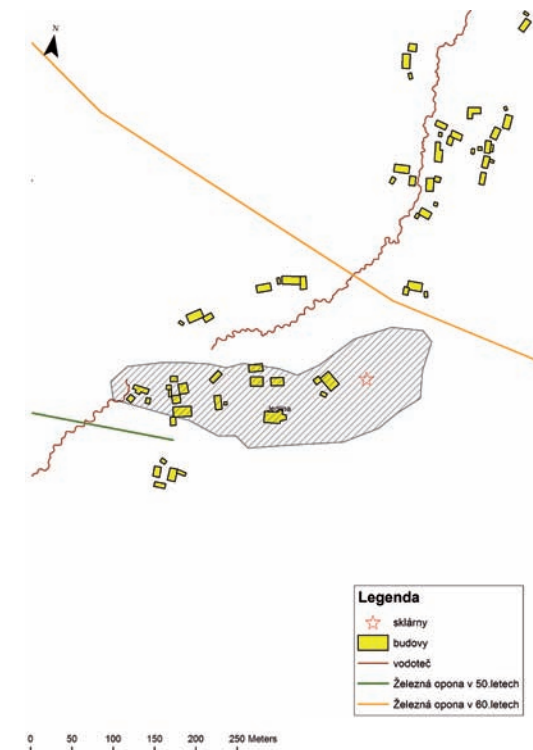 N
Legenda
sklárny
budovy
vodoteč
Železná opona v 50.letech
Železná opona v 60.letech
0 50 100 150 200 250 Meters